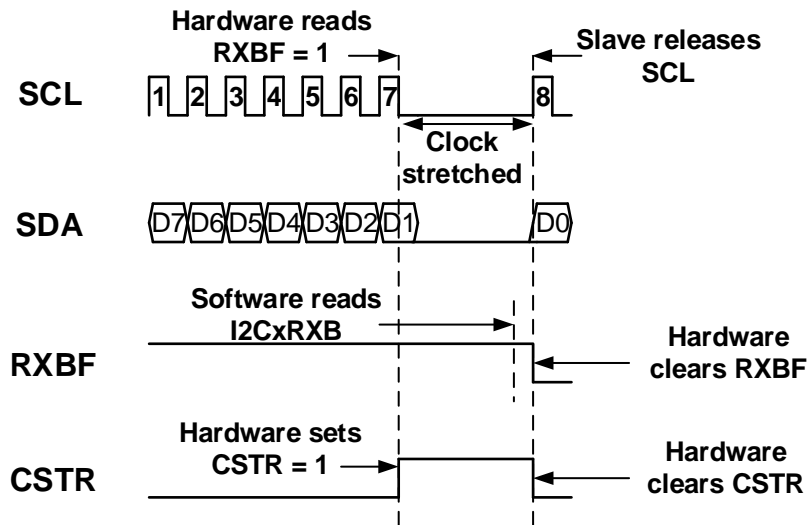 Hardware reads
RXBF = 1
Slave releases
SCL
SCL
1 2 3 4 5 6 7 8
Clock
stretched
SDA
D7 D6 D5 D4 D3 D2 D1 D0
Software reads
I2CxRXB
RXBF
Hardware
clears RXBF
Hardware sets
CSTR = 1
CSTR
Hardware
clears CSTR